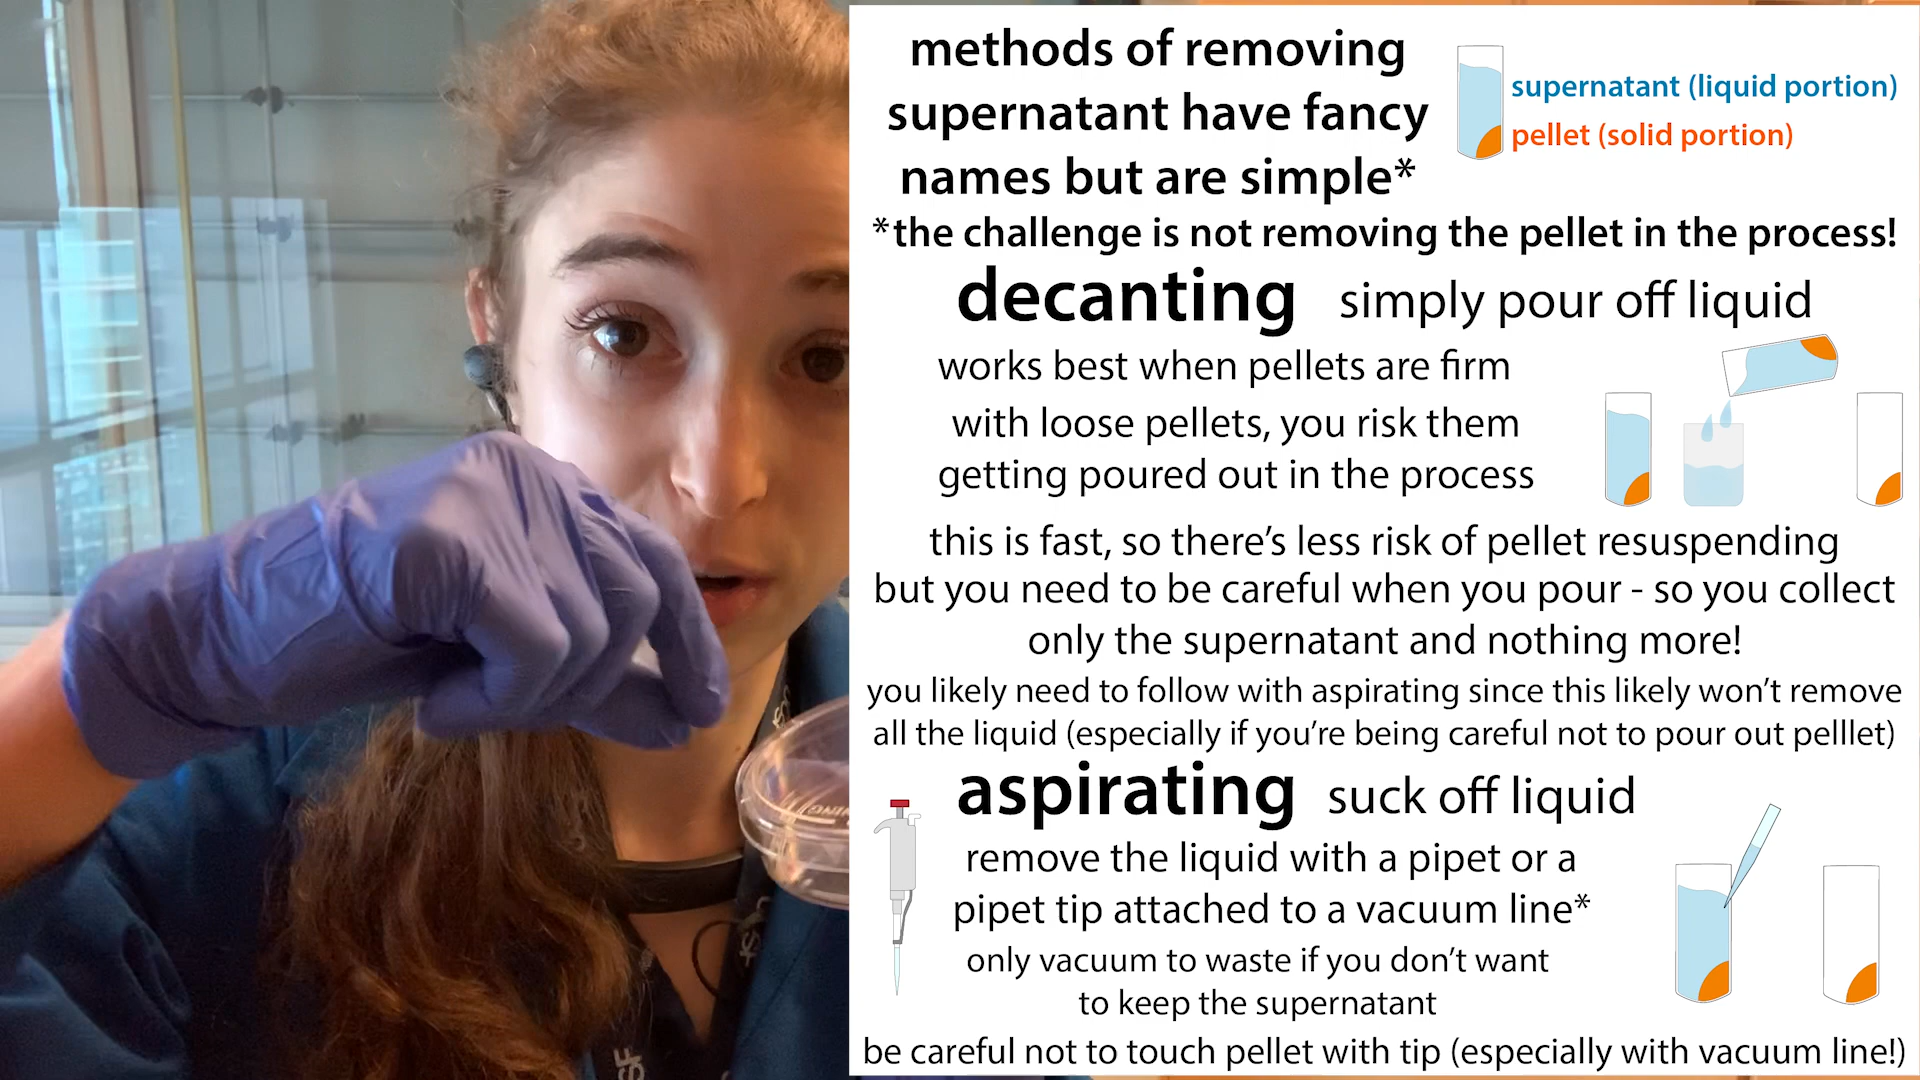 methods of removing
supernatant have fancy
names but are simple*
supernatant (liquid portion)
pellet (solid portion)
*the challenge is not removing the pellet in the process!
decanting simply pour off liquid
works best when pellets are firm
with loose pellets, you risk them
getting poured out in the process
this is fast, so there’s less risk of pellet resuspending
but you need to be careful when you pour - so you collect
only the supernatant and nothing more!
you likely need to follow with aspirating since this likely won’t remove
all the liquid (especially if you’re being careful not to pour out pelllet)
aspirating suck off liquid
remove the liquid with a pipet or a
pipet tip attached to a vacuum line*
only vacuum to waste if you don’t want
to keep the supernatant
be careful not to touch pellet with tip (especially with vacuum line!)